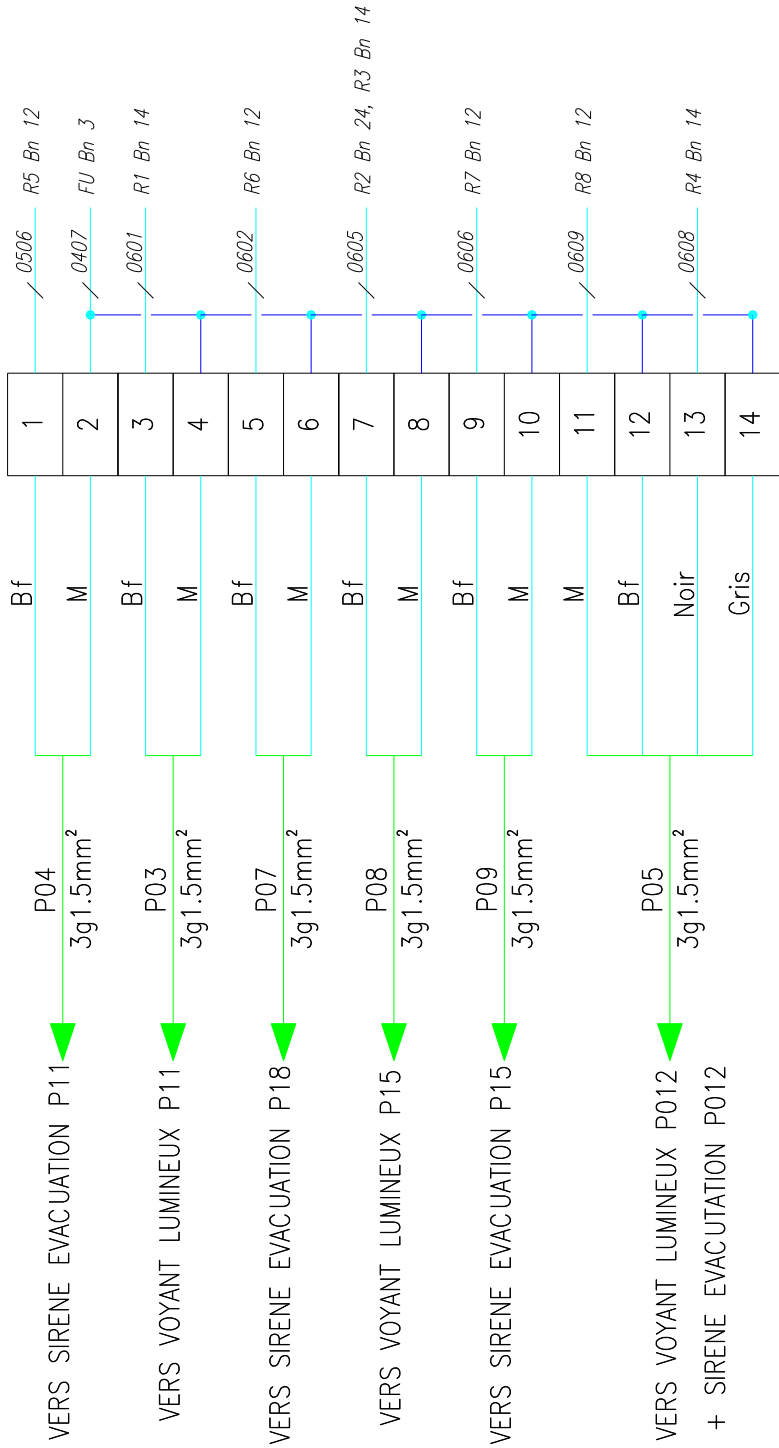 0506 R5 Bn 12
0407 FU Bn 3
0601 R1 Bn 14
0602 R6 Bn 12
0605 R2 Bn 24, R3 Bn 14
0606 R7 Bn 12
0609 R8 Bn 12
0608 R4 Bn 14
1
2
3
4
5
6
7
8
9
10
11
12
13
14
Bf
M
Bf
M
Bf
M
Bf
M
Bf
M
M
Bf
Noir
Gris
P04
3g1.5mm²
P03
3g1.5mm²
P07
3g1.5mm²
P08
3g1.5mm²
P09
3g1.5mm²
P05
3g1.5mm²
VERS SIRENE EVACUATION P11
VERS VOYANT LUMINEUX P11
VERS SIRENE EVACUATION P18
VERS VOYANT LUMINEUX P15
VERS SIRENE EVACUATION P15
VERS VOYANT LUMINEUX P012
+ SIRENE EVACUTATION P012